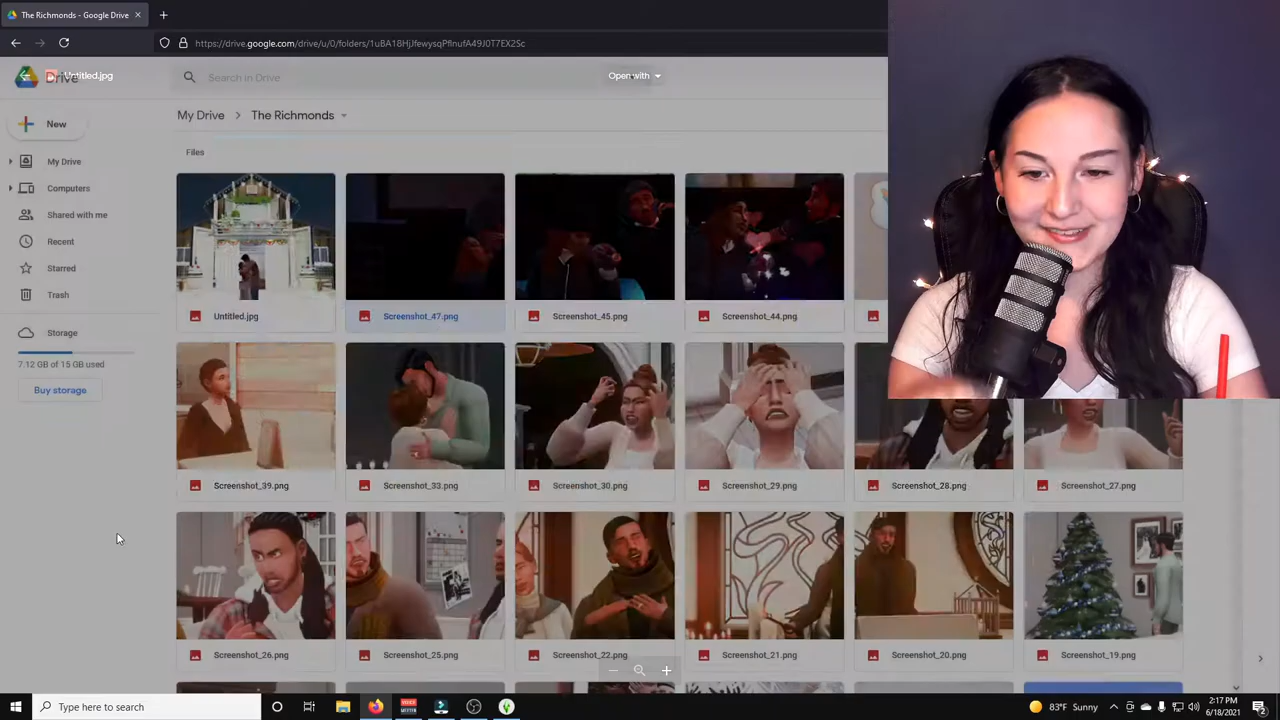 The Richmonds - Google Drive
https://drive.google.com/drive/u/0/folders/1uBA18HjJfewysqPflnufA49J0T7EX2Sc
Drive
Untitled.jpg
Search in Drive
Open with
New
My Drive
The Richmonds
Files
My Drive
Computers
Shared with me
Recent
Starred
Trash
Storage
7.12 GB of 15 GB used
Buy storage
Untitled.jpg
Screenshot_47.png
Screenshot_45.png
Screenshot_44.png
Screenshot_39.png
Screenshot_33.png
Screenshot_30.png
Screenshot_29.png
Screenshot_28.png
Screenshot_27.png
Screenshot_26.png
Screenshot_25.png
Screenshot_22.png
Screenshot_21.png
Screenshot_20.png
Screenshot_19.png
Type here to search
83°F Sunny
2:17 PM
6/18/2021
2